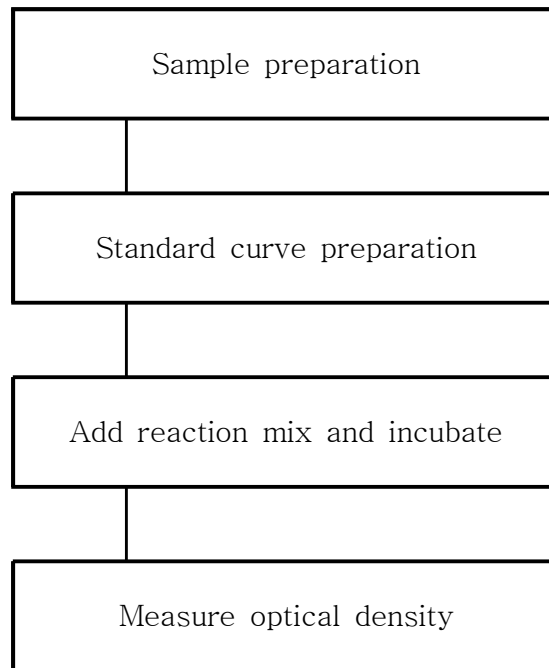 Sample preparation
Standard curve preparation
Add reaction mix and incubate
Measure optical density